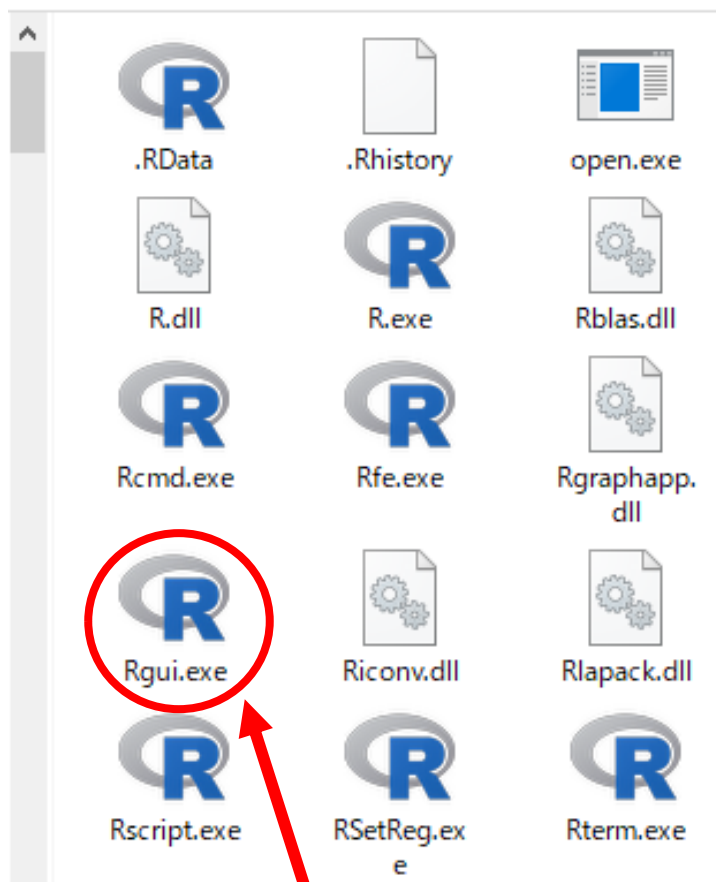 .RData
.Rhistory
open.exe
R.dll
R.exe
Rblas.dll
Rcmd.exe
Rfe.exe
Rgraphapp.
dll
Rgui.exe
Riconv.dll
Rlapack.dll
Rscript.exe
RSetReg.ex
e
Rterm.exe